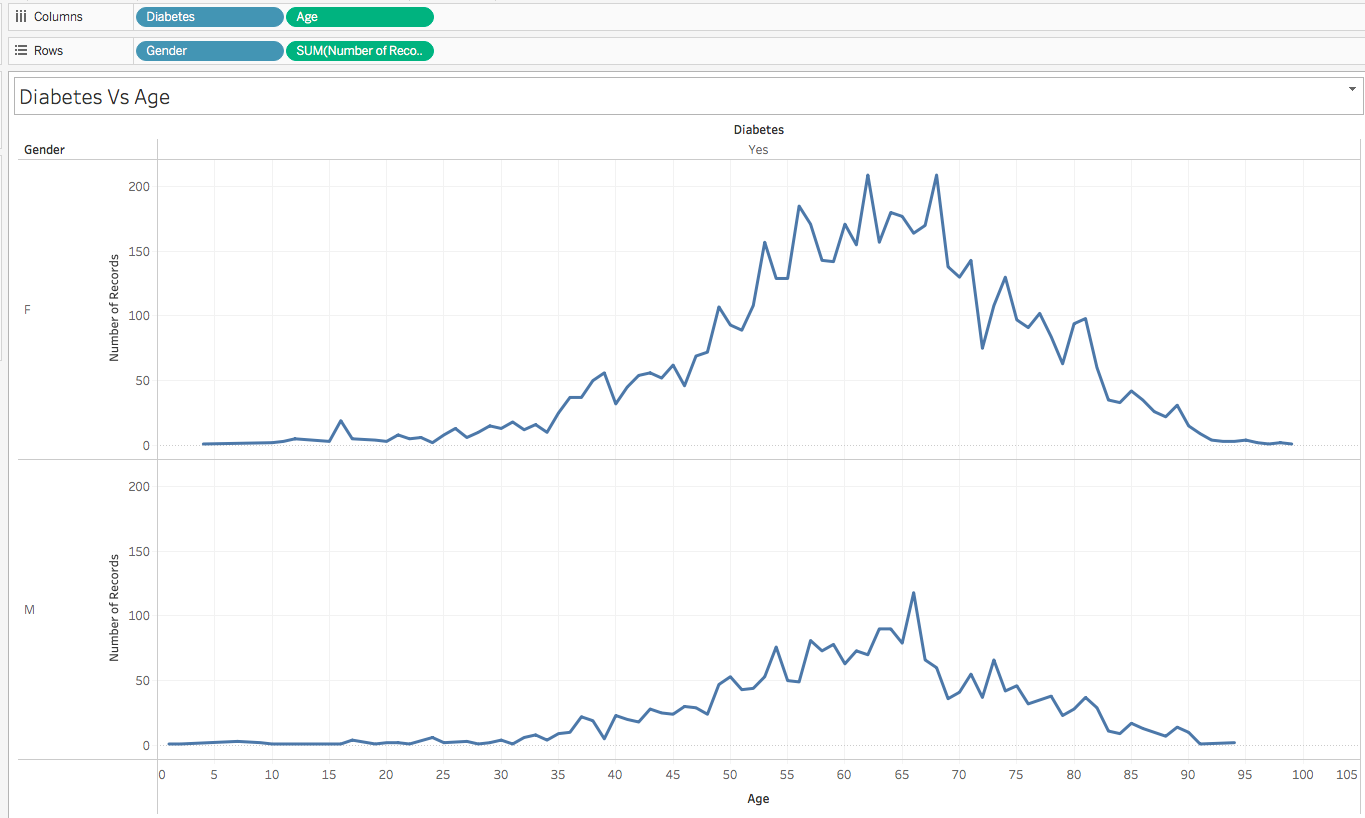 Columns Diabetes Age
Rows Gender SUM(Number of Reco..
Diabetes Vs Age
Diabetes
Gender Yes
200
150
100
50
0
F
Number of Records
200
150
100
50
0
M
Number of Records
0 5 10 15 20 25 30 35 40 45 50 55 60 65 70 75 80 85 90 95 100 105
Age